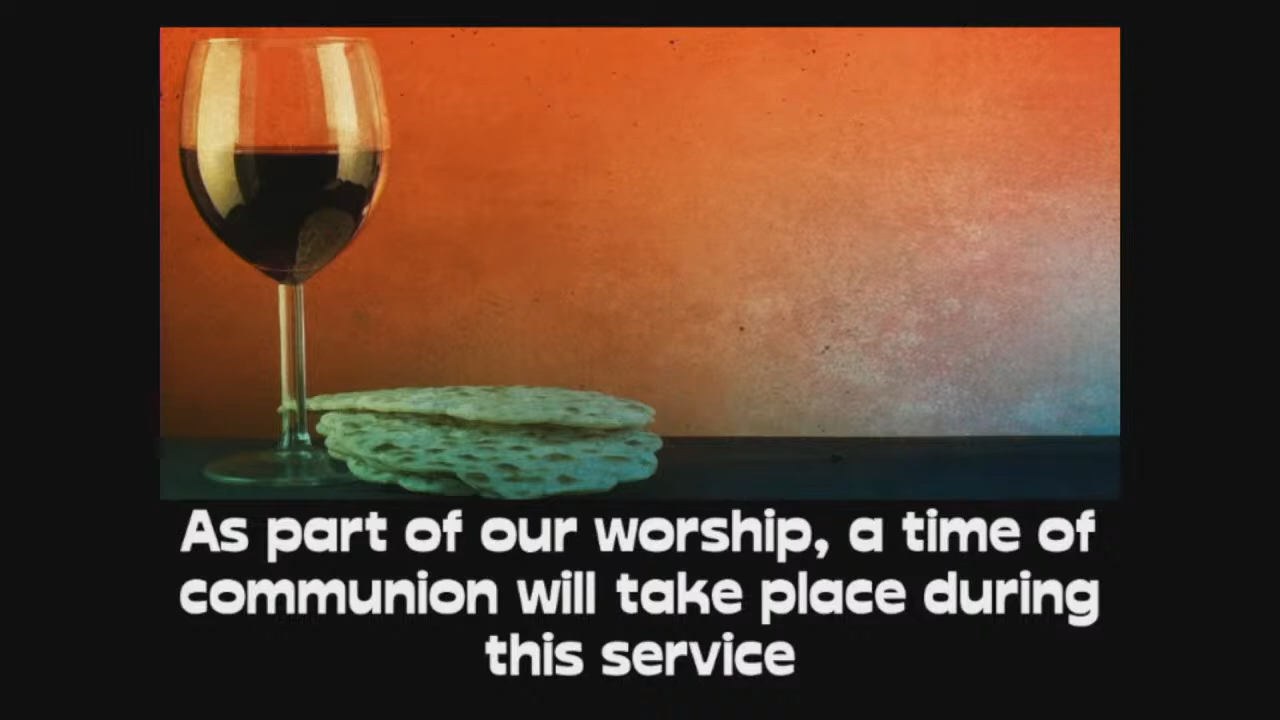 As part of our worship, a time of
communion will take place during
this service